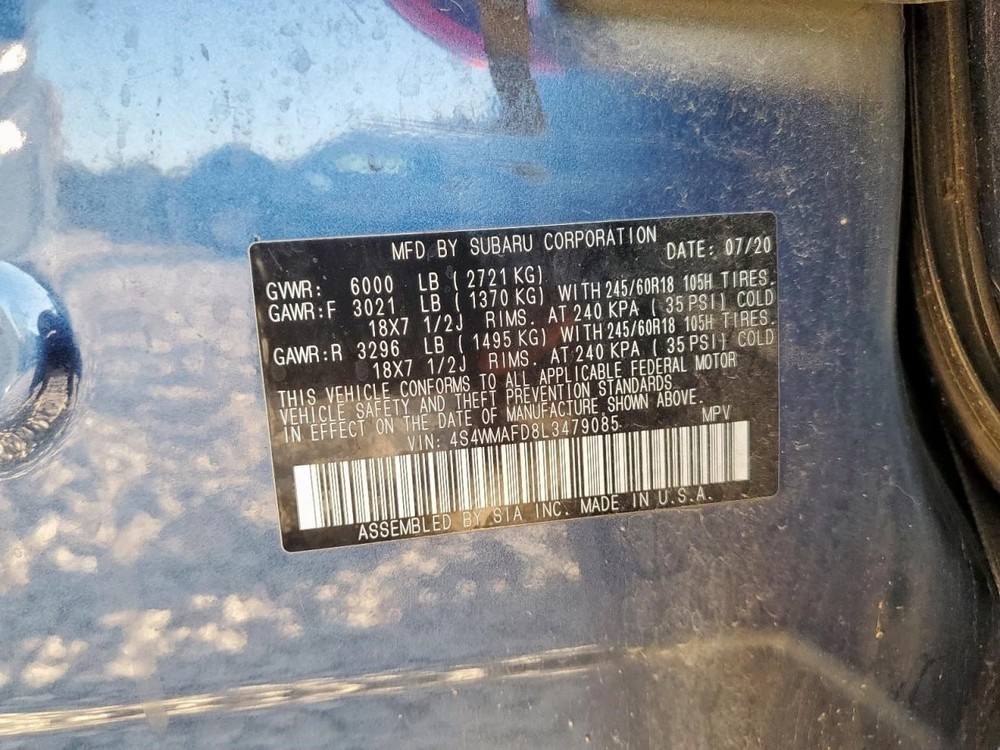 MFD BY SUBARU CORPORATION DATE: 07/20
GVWR: 6000 LB ( 2721 KG)
GAWR:F 3021 LB ( 1370 KG) WITH 245/60R18 105H TIRES.
18X7 1/2J RIMS. AT 240 KPA ( 35 PSI) COLD
GAWR:R 3296 LB ( 1495 KG) WITH 245/60R18 105H TIRES.
18X7 1/2J RIMS. AT 240 KPA ( 35 PSI) COLD
THIS VEHICLE CONFORMS TO ALL APPLICABLE FEDERAL MOTOR
VEHICLE SAFETY AND THEFT PREVENTION STANDARDS
IN EFFECT ON THE DATE OF MANUFACTURE SHOWN ABOVE.
VIN: 4S4WMAFD8L3479085 MPV
ASSEMBLED BY SIA INC. MADE IN U.S.A.